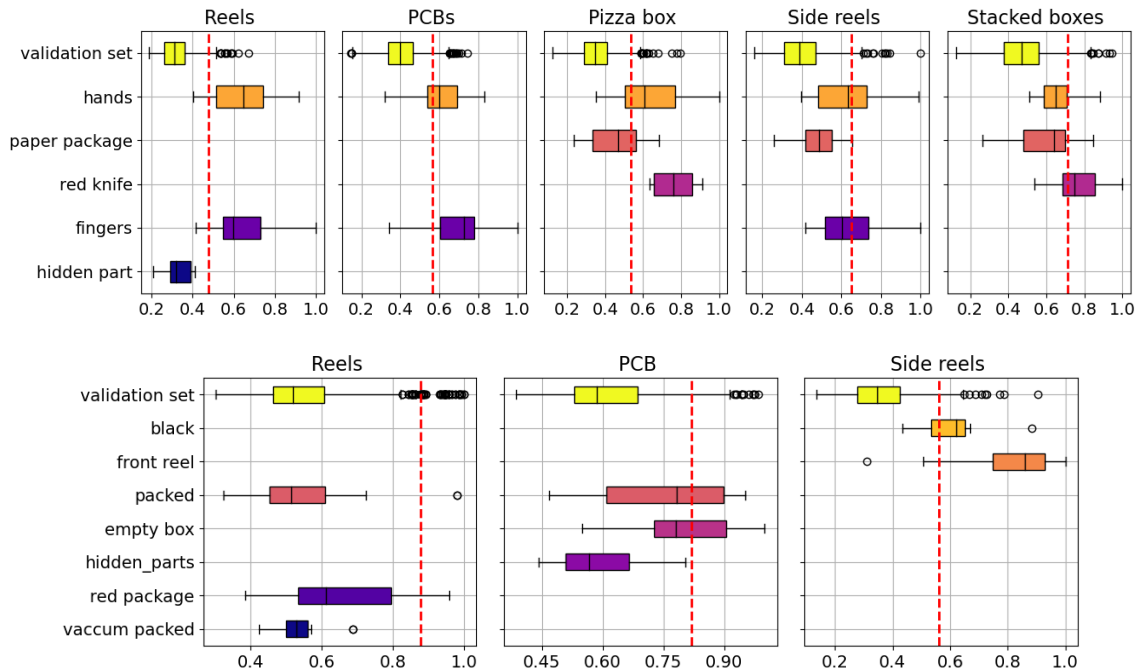 Reels PCBs Pizza box Side reels Stacked boxes
validation set
hands
paper package
red knife
fingers
hidden part
0.2 0.4 0.6 0.8 1.0 0.2 0.4 0.6 0.8 1.0 0.2 0.4 0.6 0.8 1.0 0.2 0.4 0.6 0.8 1.0 0.2 0.4 0.6 0.8 1.0
Reels PCB Side reels
validation set
black
front reel
packed
empty box
hidden_parts
red package
vaccum packed
0.4 0.6 0.8 1.0 0.45 0.60 0.75 0.90 0.2 0.4 0.6 0.8 1.0